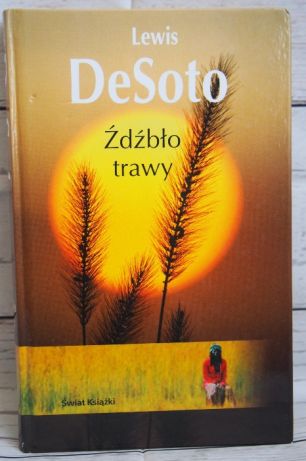 Lewis
DeSoto
Źdźbło
trawy
Świat Książki